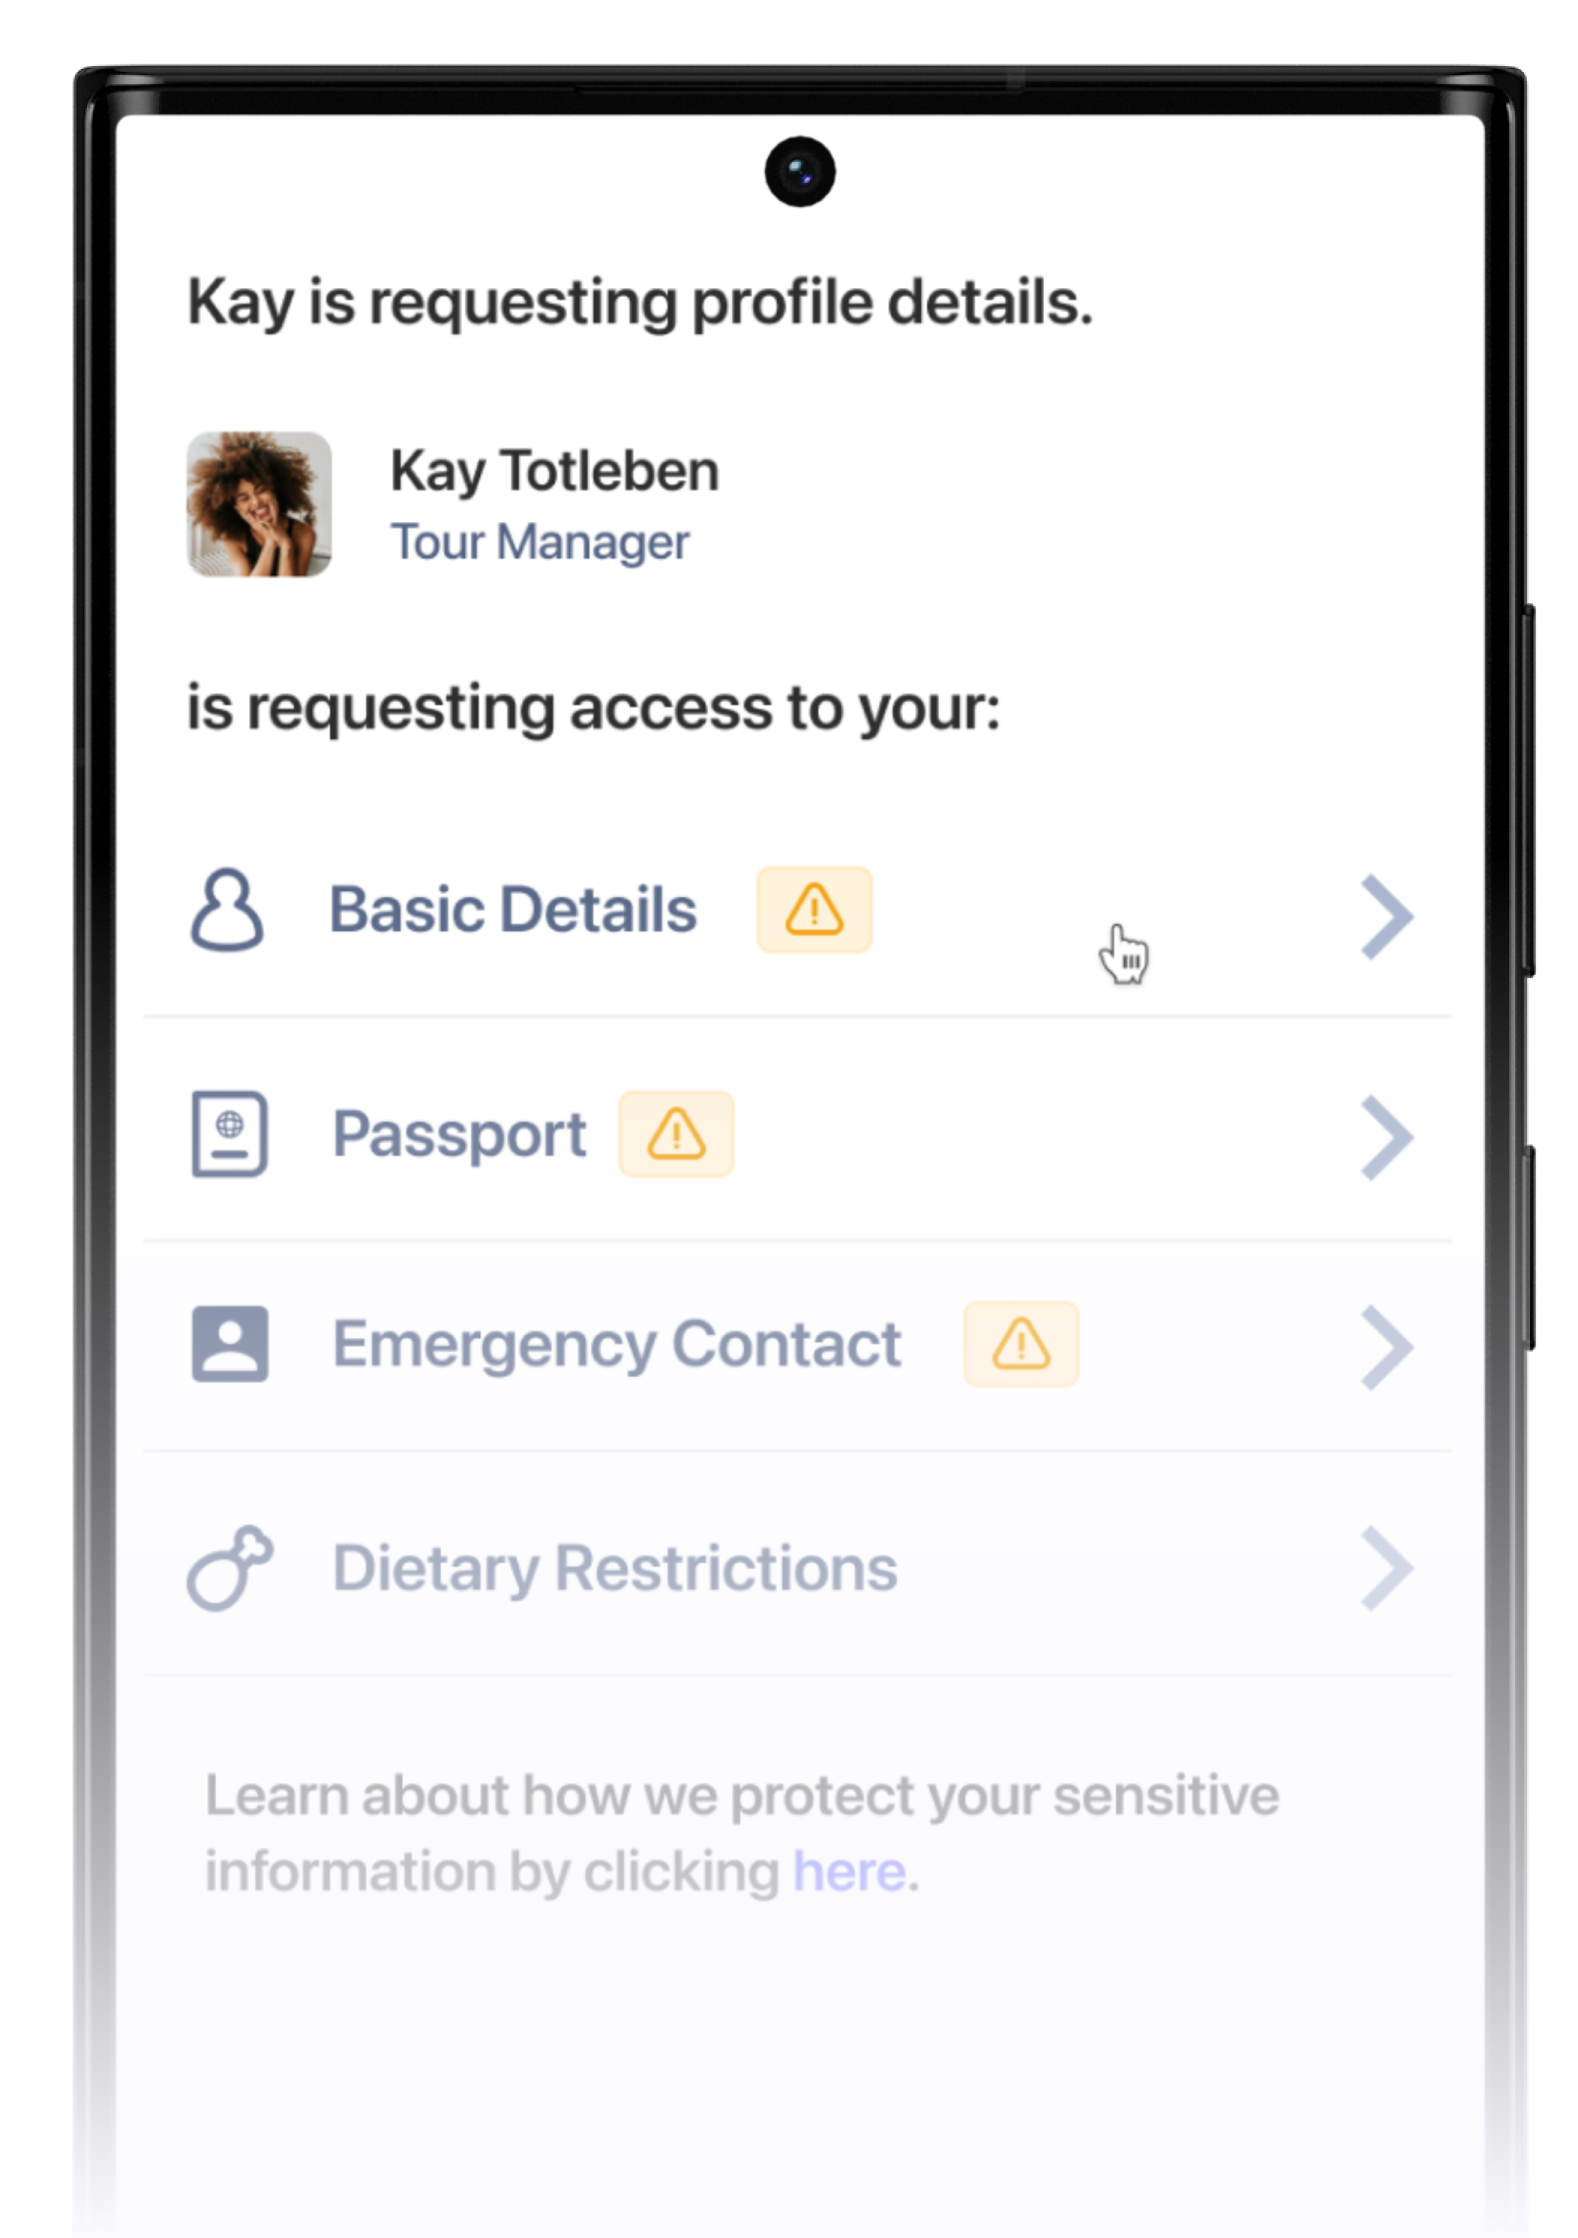 Kay is requesting profile details.
Kay Totleben
Tour Manager
is requesting access to your:
Basic Details
Passport
Emergency Contact
Dietary Restrictions
Learn about how we protect your sensitive
information by clicking here.